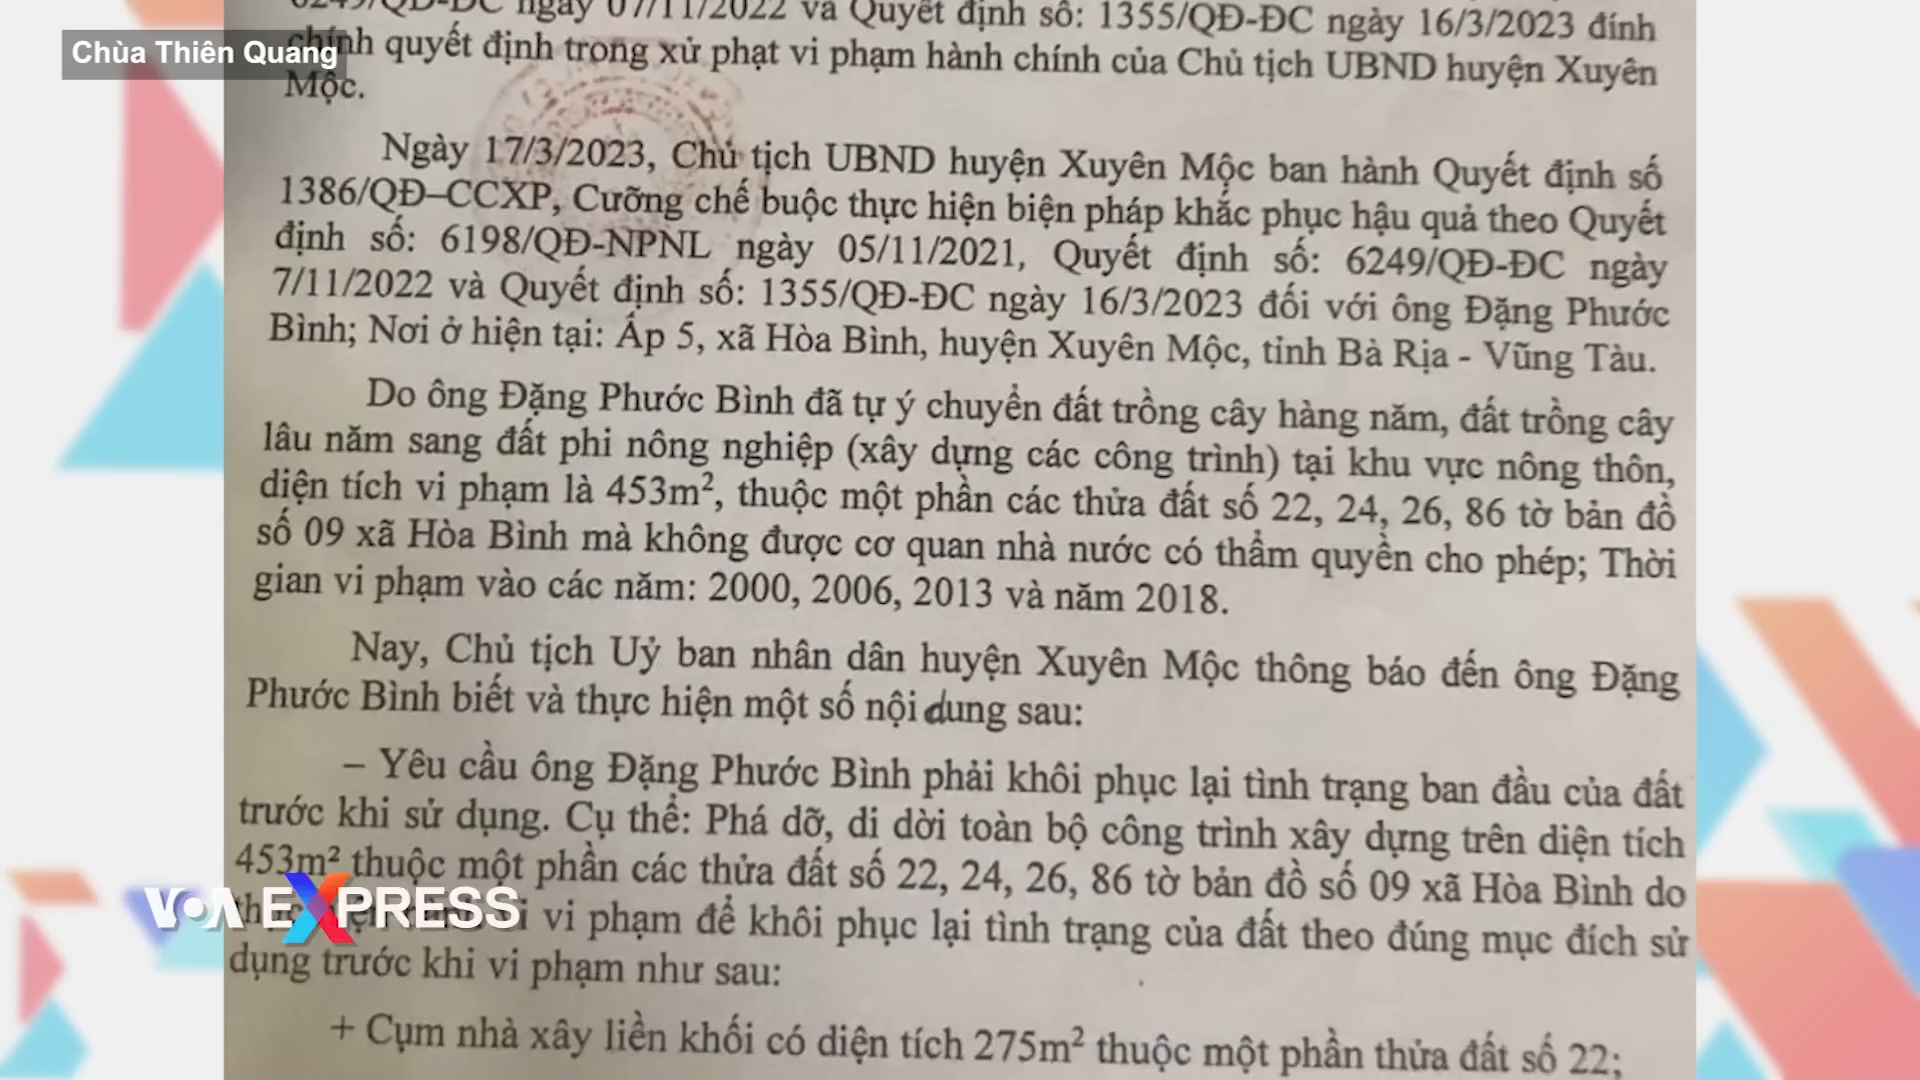 6249/QĐ-ĐC ngày 07/11/2022 và Quyết định số: 1355/QĐ-ĐC ngày 16/3/2023 đính
Chùa Thiên Quang
chính quyết định trong xử phạt vi phạm hành chính của Chủ tịch UBND huyện Xuyên
Mộc.
Ngày 17/3/2023, Chủ tịch UBND huyện Xuyên Mộc ban hành Quyết định số
1386/QĐ–CCXP, Cưỡng chế buộc thực hiện biện pháp khắc phục hậu quả theo Quyết
định số: 6198/QĐ-NPNL ngày 05/11/2021, Quyết định số: 6249/QĐ-ĐC ngày
7/11/2022 và Quyết định số: 1355/QĐ-ĐC ngày 16/3/2023 đối với ông Đặng Phước
Bình; Nơi ở hiện tại: Ấp 5, xã Hòa Bình, huyện Xuyên Mộc, tỉnh Bà Rịa - Vũng Tàu.
Do ông Đặng Phước Bình đã tự ý chuyển đất trồng cây hàng năm, đất trồng cây
lâu năm sang đất phi nông nghiệp (xây dựng các công trình) tại khu vực nông thôn,
diện tích vi phạm là 453m², thuộc một phần các thửa đất số 22, 24, 26, 86 tờ bản đồ
số 09 xã Hòa Bình mà không được cơ quan nhà nước có thẩm quyền cho phép; Thời
gian vi phạm vào các năm: 2000, 2006, 2013 và năm 2018.
Nay, Chủ tịch Uỷ ban nhân dân huyện Xuyên Mộc thông báo đến ông Đặng
Phước Bình biết và thực hiện một số nội dung sau:
– Yêu cầu ông Đặng Phước Bình phải khôi phục lại tình trạng ban đầu của đất
trước khi sử dụng. Cụ thể: Phá dỡ, di dời toàn bộ công trình xây dựng trên diện tích
453m² thuộc một phần các thửa đất số 22, 24, 26, 86 tờ bản đồ số 09 xã Hòa Bình do
VOA EXPRESS
vi phạm để khôi phục lại tình trạng của đất theo đúng mục đích sử
dụng trước khi vi phạm như sau:
+ Cụm nhà xây liền khối có diện tích 275m² thuộc một phần thửa đất số 22;